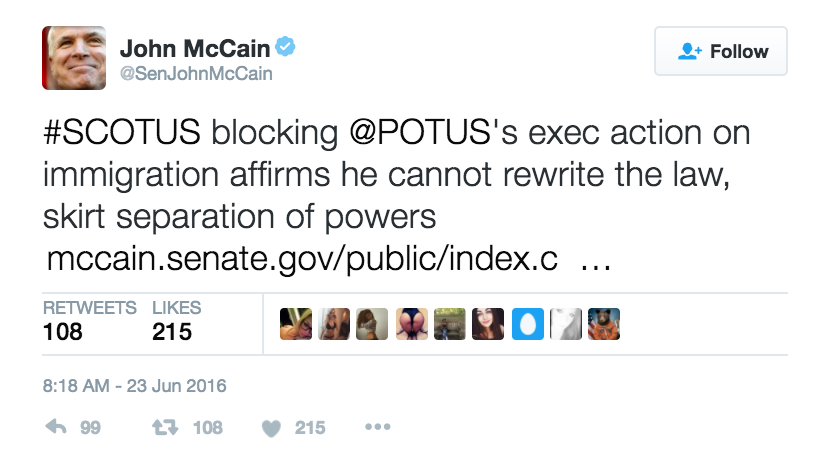 John McCain
@SenJohnMcCain
Follow
#SCOTUS blocking @POTUS's exec action on
immigration affirms he cannot rewrite the law,
skirt separation of powers
mccain.senate.gov/public/index.c …
RETWEETS LIKES
108 215
8:18 AM - 23 Jun 2016
99 108 215